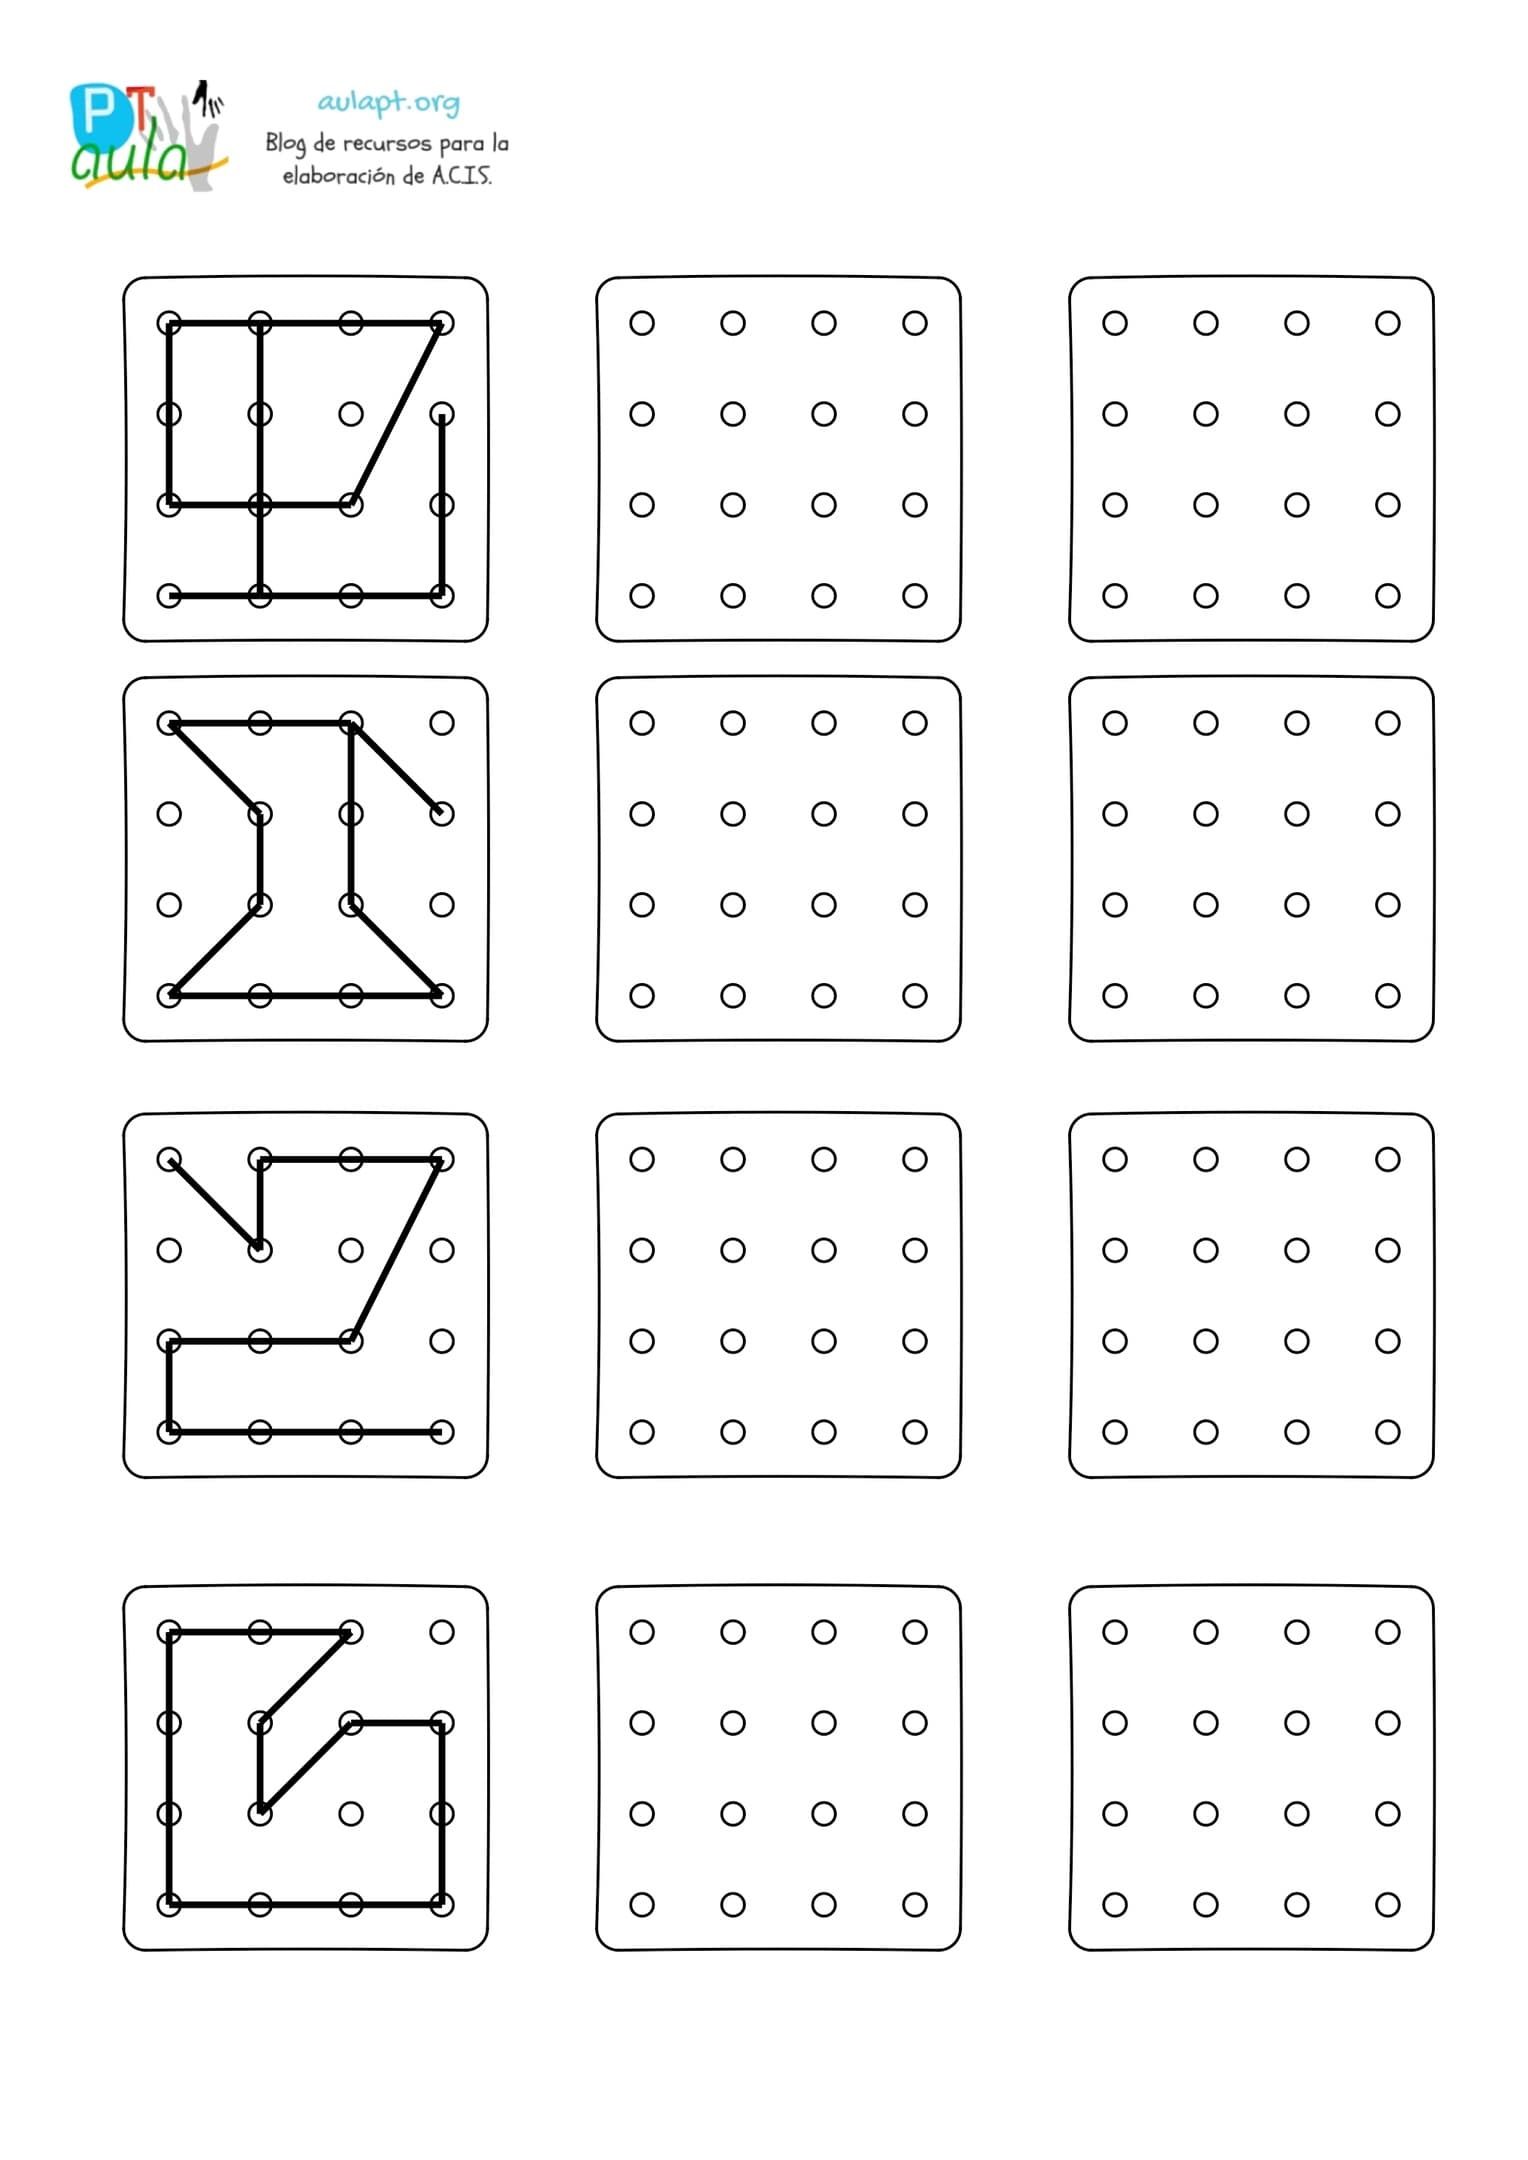 PT
aula
aulapt.org
Blog de recursos para la
elaboración de A.C.I.S.